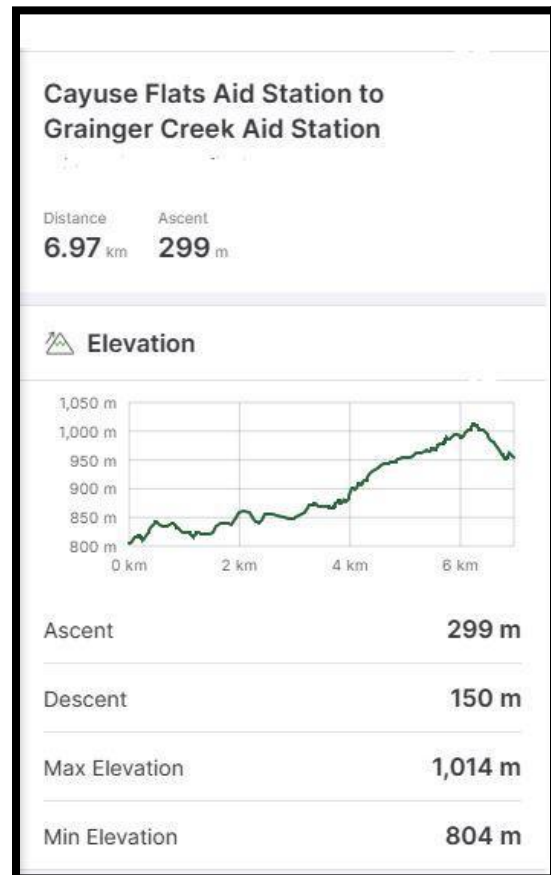 Cayuse Flats Aid Station to
Grainger Creek Aid Station
Distance Ascent
6.97 km 299 m
Elevation
1,050 m
1,000 m
950 m
900 m
850 m
800 m
0 km 2 km 4 km 6 km
Ascent 299 m
Descent 150 m
Max Elevation 1,014 m
Min Elevation 804 m